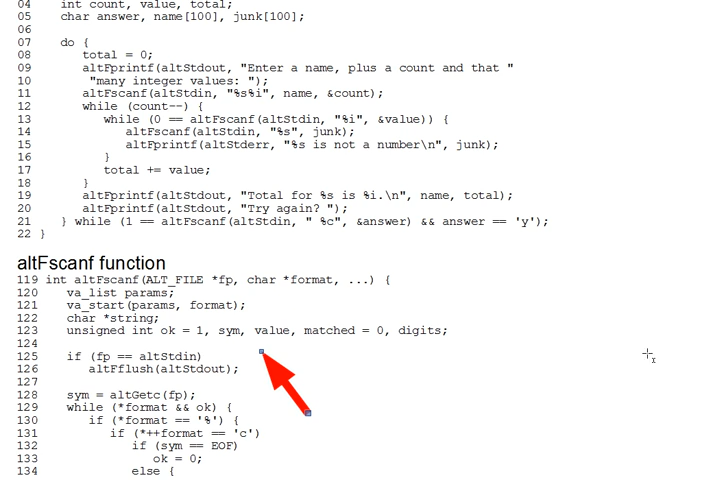 04    int count, value, total;
05    char answer, name[100], junk[100];
06
07    do {
08       total = 0;
09       altFprintf(altStdout, "Enter a name, plus a count and that "
10        "many integer values: ");
11       altFscanf(altStdin, "%s%i", name, &count);
12       while (count--) {
13          while (0 == altFscanf(altStdin, "%i", &value)) {
14             altFscanf(altStdin, "%s", junk);
15             altFprintf(altStderr, "%s is not a number\n", junk);
16          }
17          total += value;
18       }
19       altFprintf(altStdout, "Total for %s is %i.\n", name, total);
20       altFprintf(altStdout, "Try again? ");
21    } while (1 == altFscanf(altStdin, " %c", &answer) && answer == 'y');
22 }
altFscanf function
119 int altFscanf(ALT_FILE *fp, char *format, ...) {
120    va_list params;
121    va_start(params, format);
122    char *string;
123    unsigned int ok = 1, sym, value, matched = 0, digits;
124
125    if (fp == altStdin)
126       altFflush(altStdout);
127
128    sym = altGetc(fp);
129    while (*format && ok) {
130       if (*format == '%') {
131          if (*++format == 'c')
132             if (sym == EOF)
133                ok = 0;
134             else {